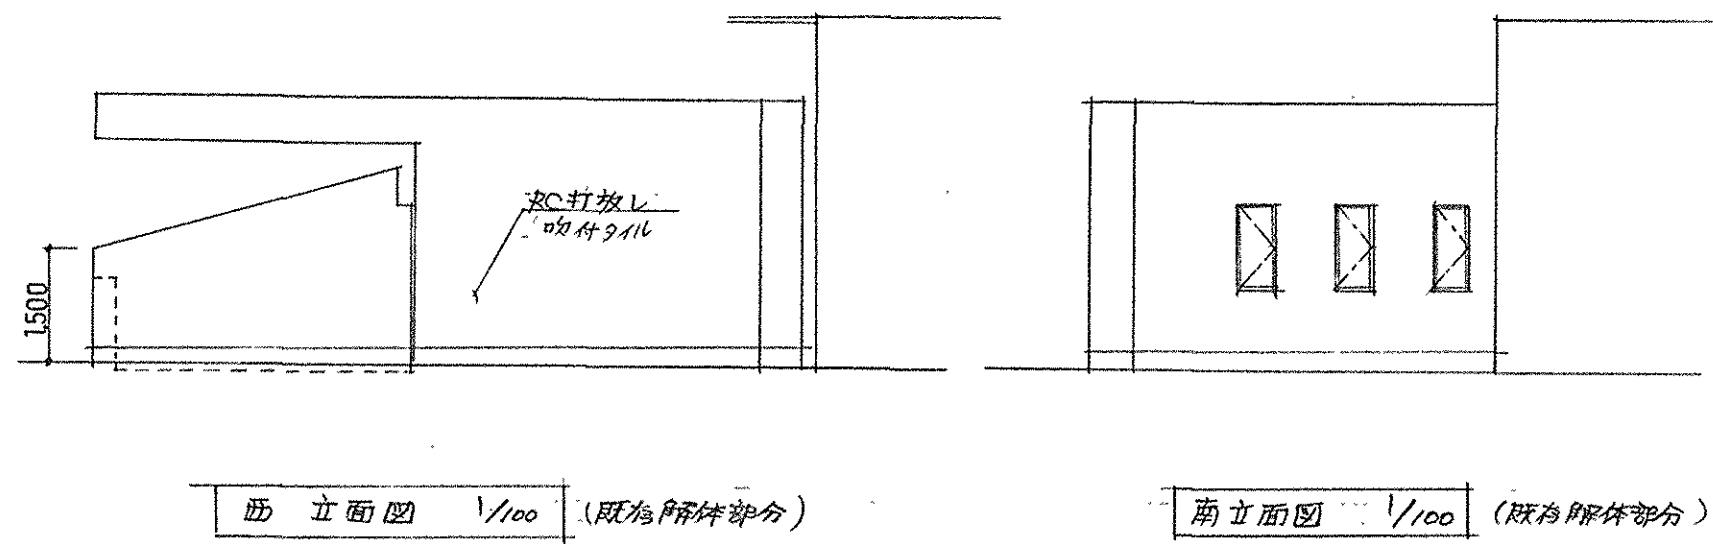 RC打放し
吹付タイル
1,500
西 立面図 1/100 (既存解体部分)
南立面図 1/100 (既存解体部分)